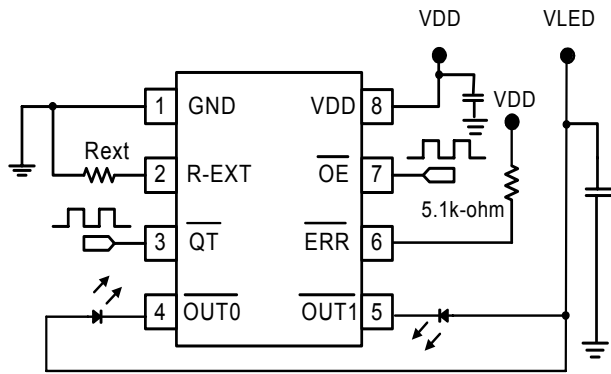 VDD VLED
1 GND VDD 8 VDD
Rext 2 R-EXT OE 7
5.1k-ohm
3 QT ERR 6
4 OUT0 OUT1 5